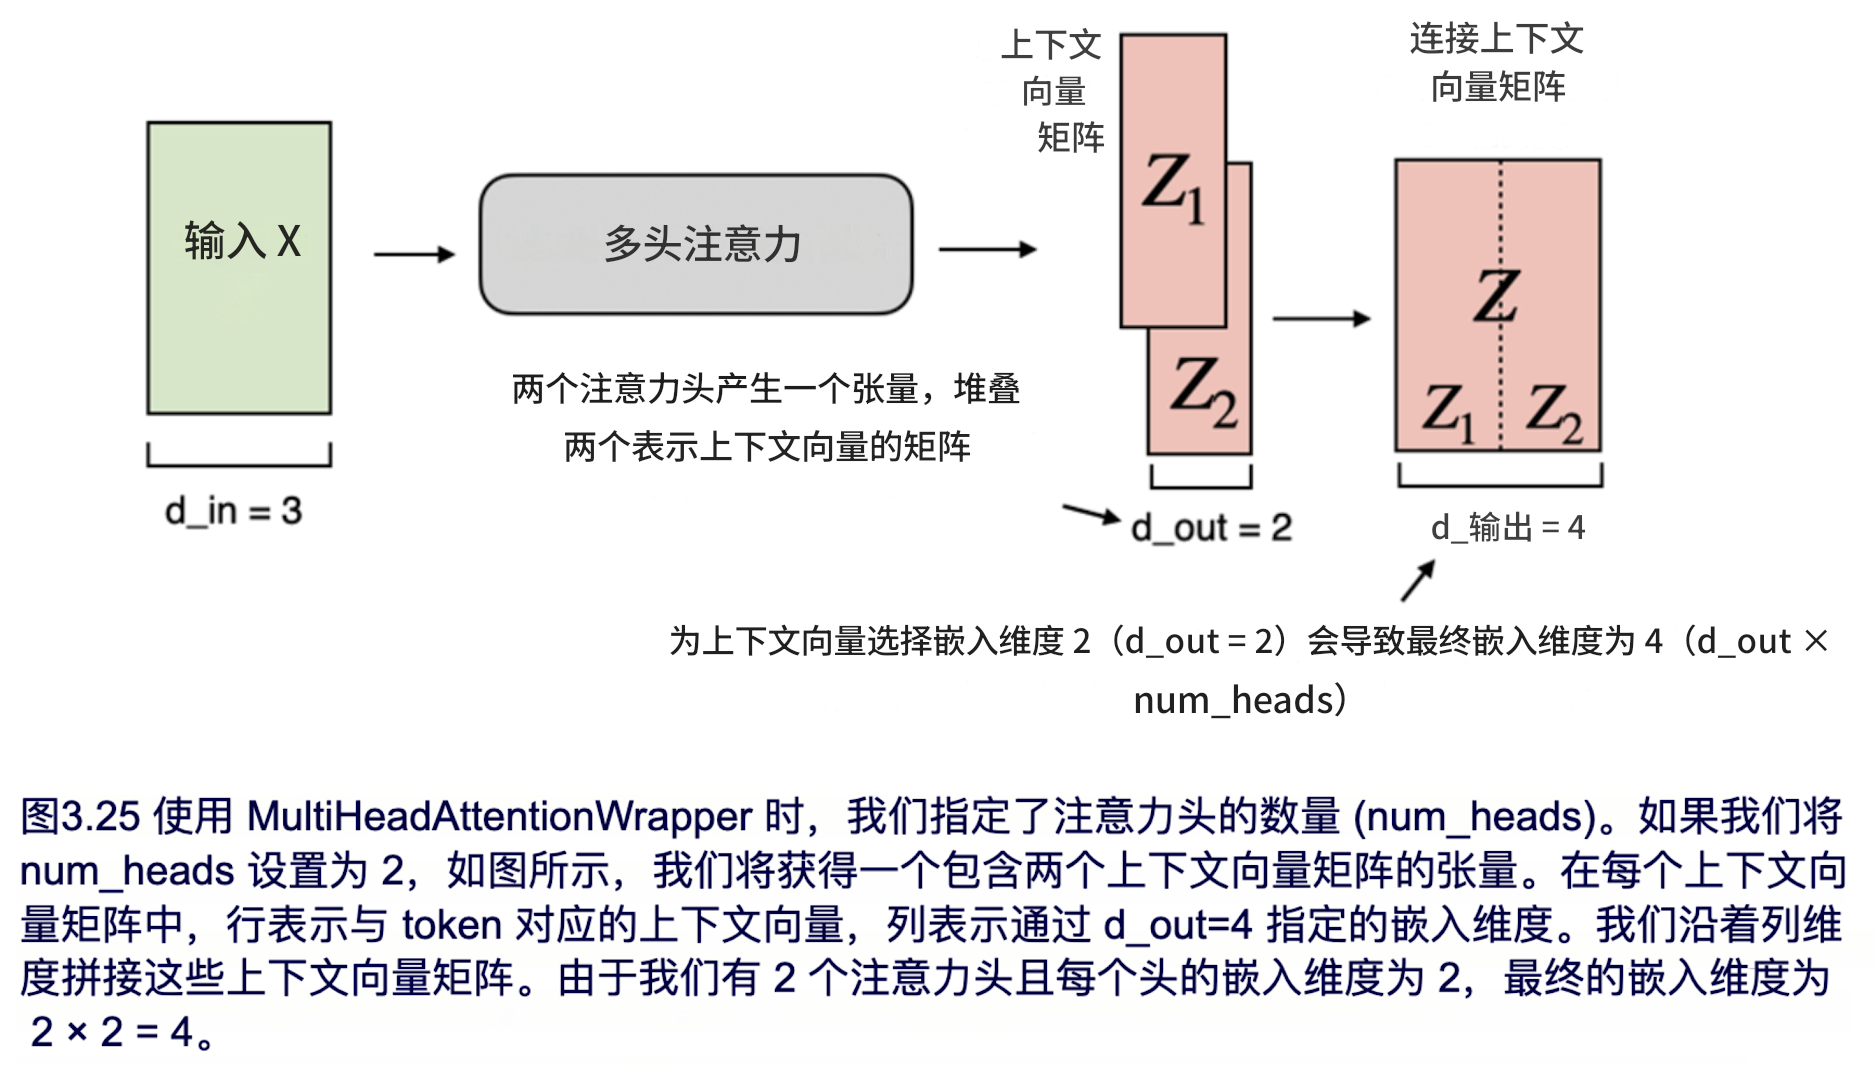 输入 X
d_in = 3
多头注意力
两个注意力头产生一个张量，堆叠
两个表示上下文向量的矩阵
上下文
向量
矩阵
Z1
Z2
d_out = 2
连接上下文
向量矩阵
Z
Z1 Z2
d_输出 = 4
为上下文向量选择嵌入维度 2（d_out = 2）会导致最终嵌入维度为 4（d_out ×
num_heads）
图3.25 使用 MultiHeadAttentionWrapper 时，我们指定了注意力头的数量 (num_heads)。如果我们将
num_heads 设置为 2，如图所示，我们将获得一个包含两个上下文向量矩阵的张量。在每个上下文向
量矩阵中，行表示与 token 对应的上下文向量，列表示通过 d_out=4 指定的嵌入维度。我们沿着列维
度拼接这些上下文向量矩阵。由于我们有 2 个注意力头且每个头的嵌入维度为 2，最终的嵌入维度为
2 × 2 = 4。